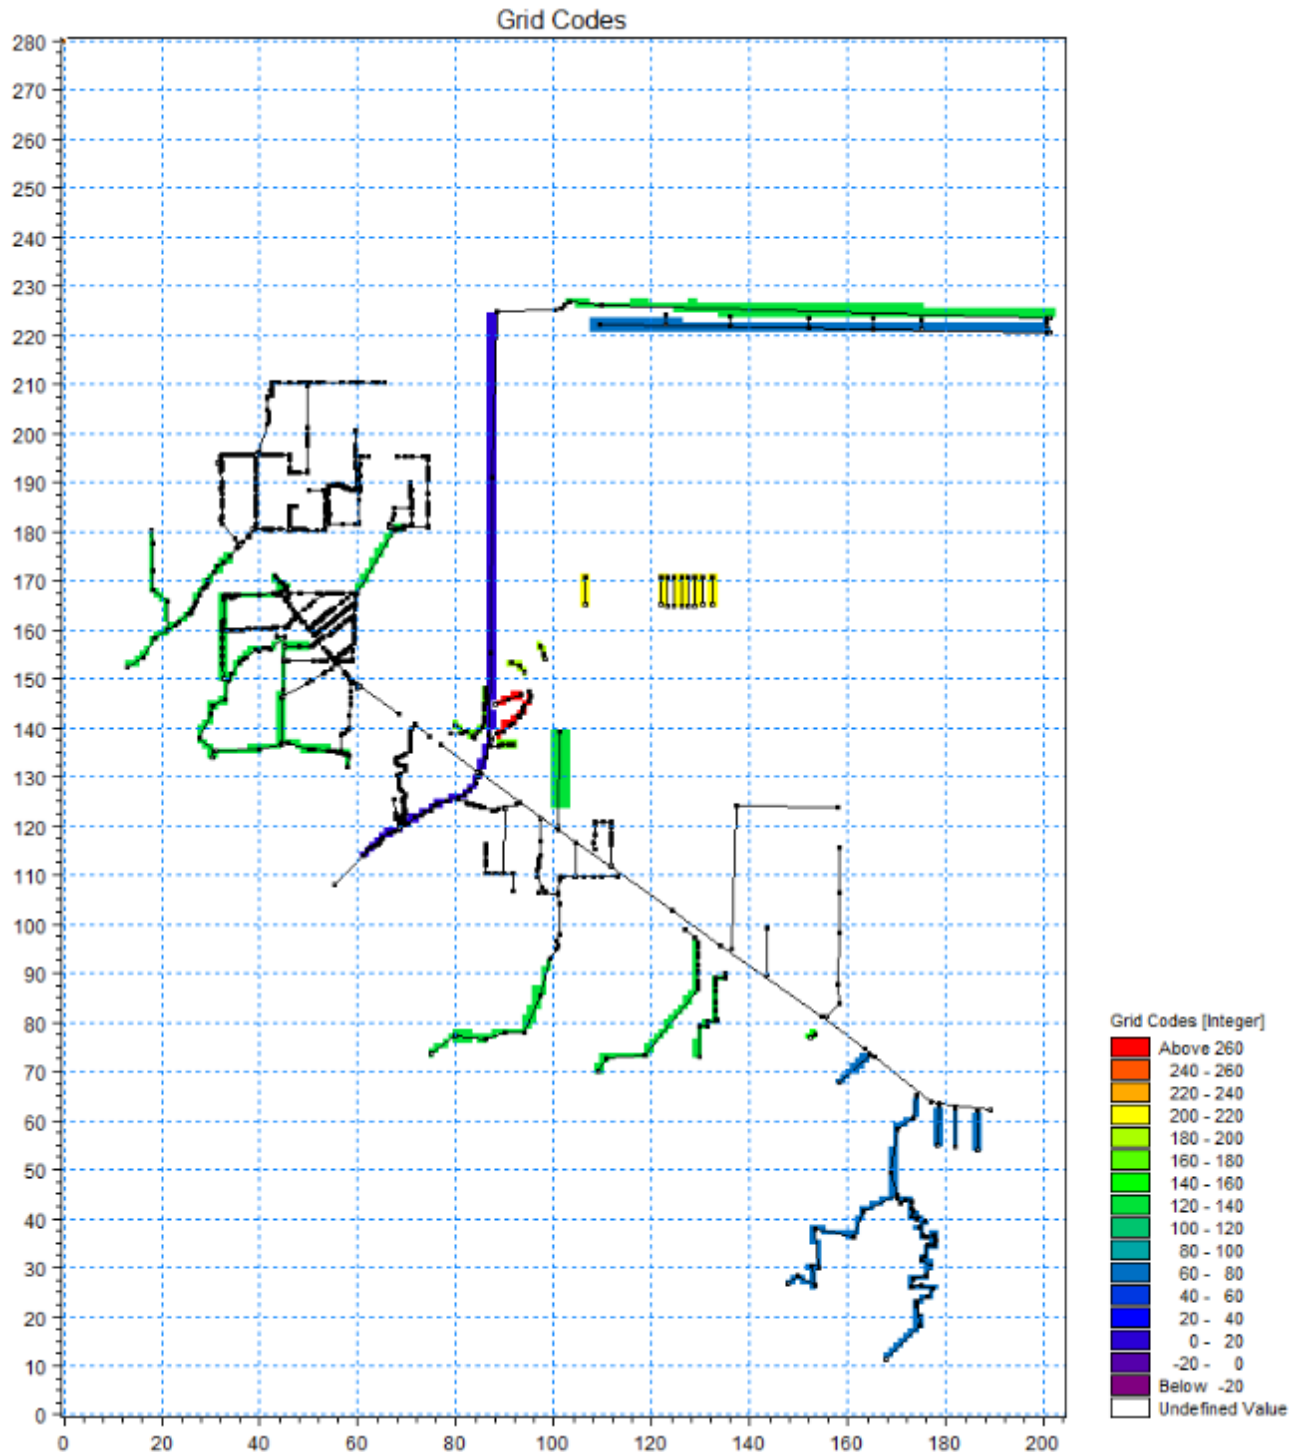 Grid Codes
280
270
260
250
240
230
220
210
200
190
180
170
160
150
140
130
120
110
100
90
80
70
60
50
40
30
20
10
0
0 20 40 60 80 100 120 140 160 180 200
Grid Codes [Integer]
Above 260
240 - 260
220 - 240
200 - 220
180 - 200
160 - 180
140 - 160
120 - 140
100 - 120
80 - 100
60 - 80
40 - 60
20 - 40
0 - 20
-20 - 0
Below -20
Undefined Value